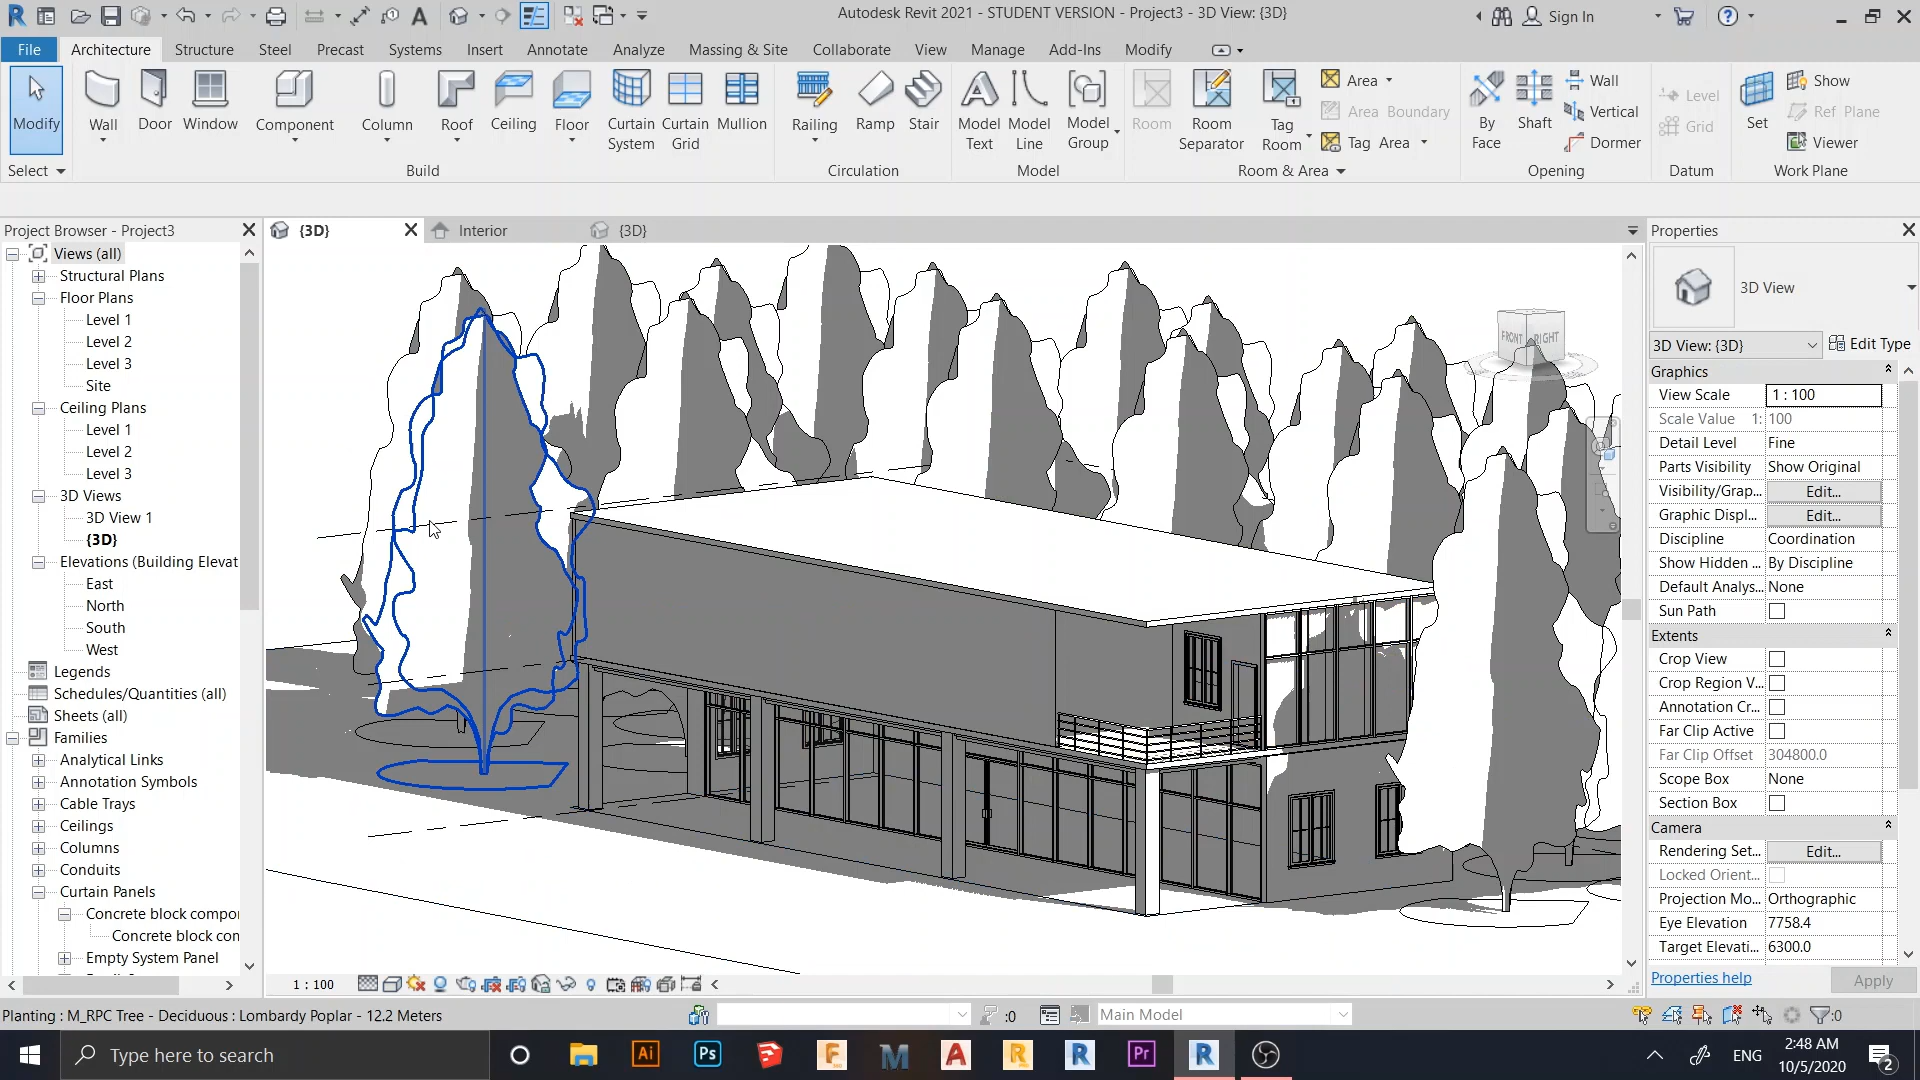 Autodesk Revit 2021 - STUDENT VERSION - Project3 - 3D View: {3D}
Sign In
File
Architecture
Structure
Steel
Precast
Systems
Insert
Annotate
Analyze
Massing & Site
Collaborate
View
Manage
Add-Ins
Modify
Modify
Wall
Door
Window
Component
Column
Roof
Ceiling
Floor
Curtain System
Curtain Grid
Mullion
Railing
Ramp
Stair
Model Text
Model Line
Model Group
Room
Room Separator
Tag Room
Area
Area Boundary
Tag Area
By Face
Shaft
Wall
Vertical
Dormer
Level
Grid
Set
Show
Ref Plane
Viewer
Select
Build
Circulation
Model
Room & Area
Opening
Datum
Work Plane
Project Browser - Project3
Views (all)
Structural Plans
Floor Plans
Level 1
Level 2
Level 3
Site
Ceiling Plans
Level 1
Level 2
Level 3
3D Views
3D View 1
{3D}
Elevations (Building Elevat
East
North
South
West
Legends
Schedules/Quantities (all)
Sheets (all)
Families
Analytical Links
Annotation Symbols
Cable Trays
Ceilings
Columns
Conduits
Curtain Panels
Concrete block compo
Concrete block con
Empty System Panel
{3D}
Interior
{3D}
FRONT
RIGHT
Properties
3D View
3D View: {3D}
Edit Type
Graphics
View Scale 1 : 100
Scale Value 1: 100
Detail Level Fine
Parts Visibility Show Original
Visibility/Grap... Edit...
Graphic Displ... Edit...
Discipline Coordination
Show Hidden ... By Discipline
Default Analys... None
Sun Path
Extents
Crop View
Crop Region V...
Annotation Cr...
Far Clip Active
Far Clip Offset 304800.0
Scope Box None
Section Box
Camera
Rendering Set... Edit...
Locked Orient...
Projection Mo... Orthographic
Eye Elevation 7758.4
Target Elevati... 6300.0
Properties help
Apply
1 : 100
Planting : M_RPC Tree - Deciduous : Lombardy Poplar - 12.2 Meters
:0
Main Model
:0
Type here to search
Ai
Ps
F
M
A
R
R
Pr
R
ENG
2:48 AM
10/5/2020
2